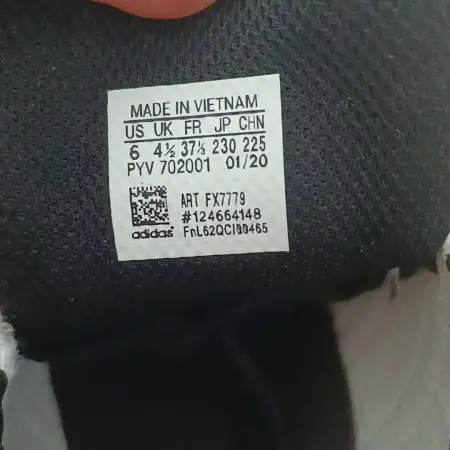 MADE IN VIETNAM
US UK FR JP CHN
6 4½ 37⅓ 230 225
PYV 702001 01/20
ART FX7779
#124664148
adidas FnL62QCI00465